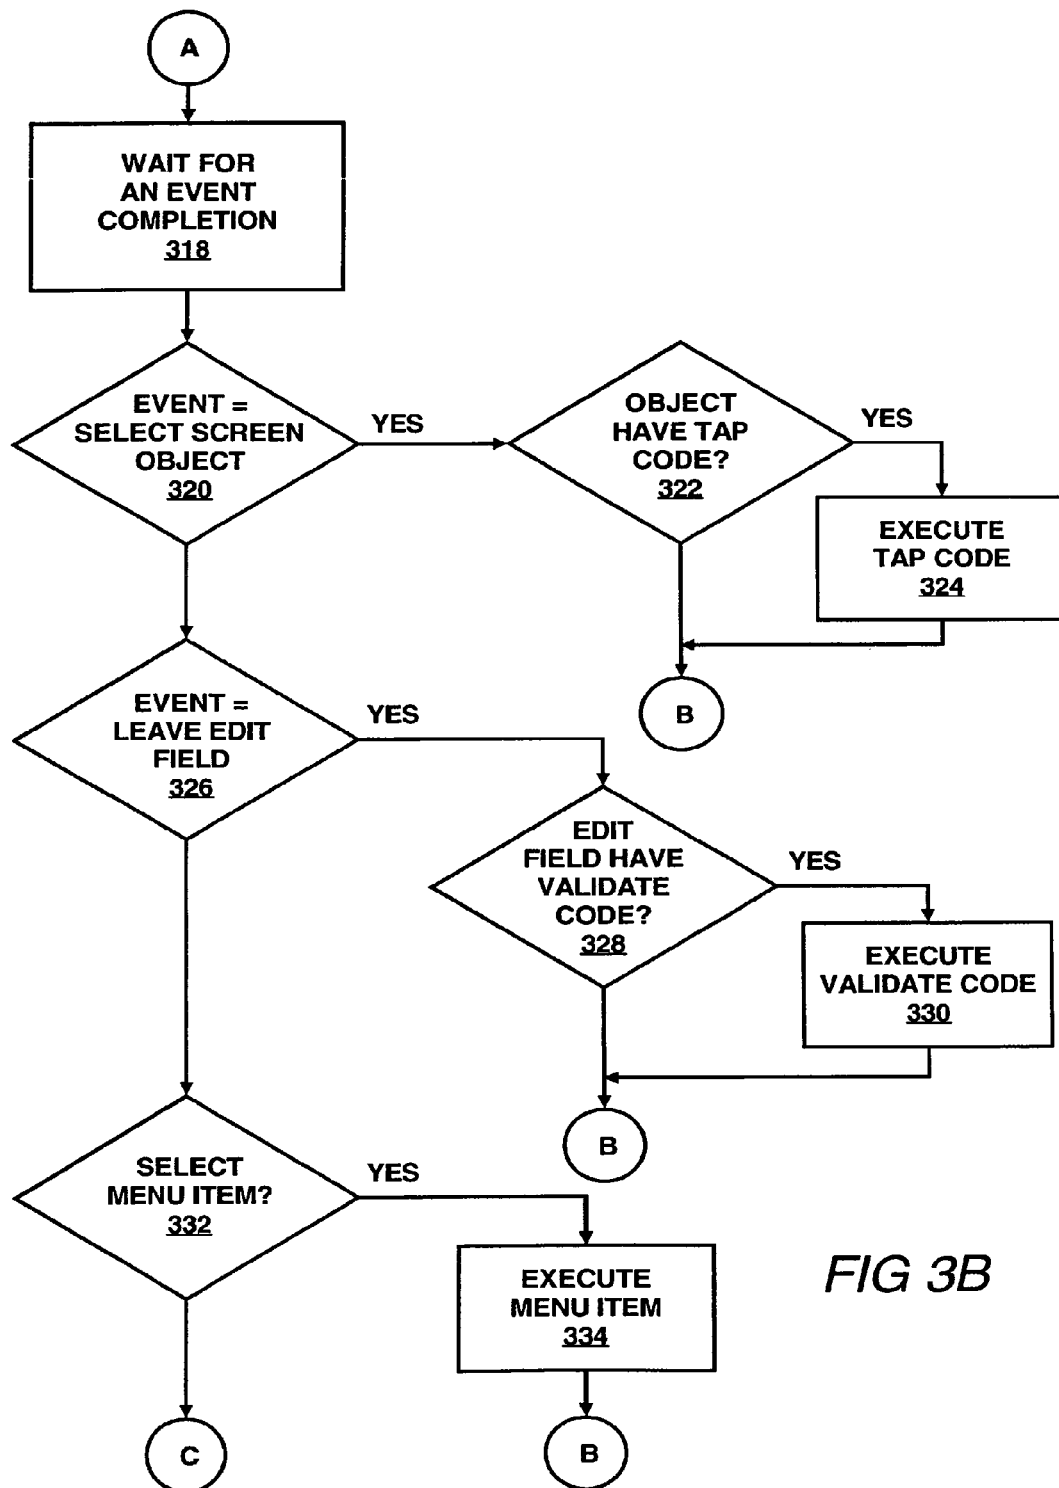 A
WAIT FOR
AN EVENT
COMPLETION
318
EVENT =
SELECT SCREEN
OBJECT
320
YES
OBJECT
HAVE TAP
CODE?
322
YES
EXECUTE
TAP CODE
324
B
EVENT =
LEAVE EDIT
FIELD
326
YES
EDIT
FIELD HAVE
VALIDATE
CODE?
328
YES
EXECUTE
VALIDATE CODE
330
B
SELECT
MENU ITEM?
332
YES
EXECUTE
MENU ITEM
334
FIG 3B
C
B